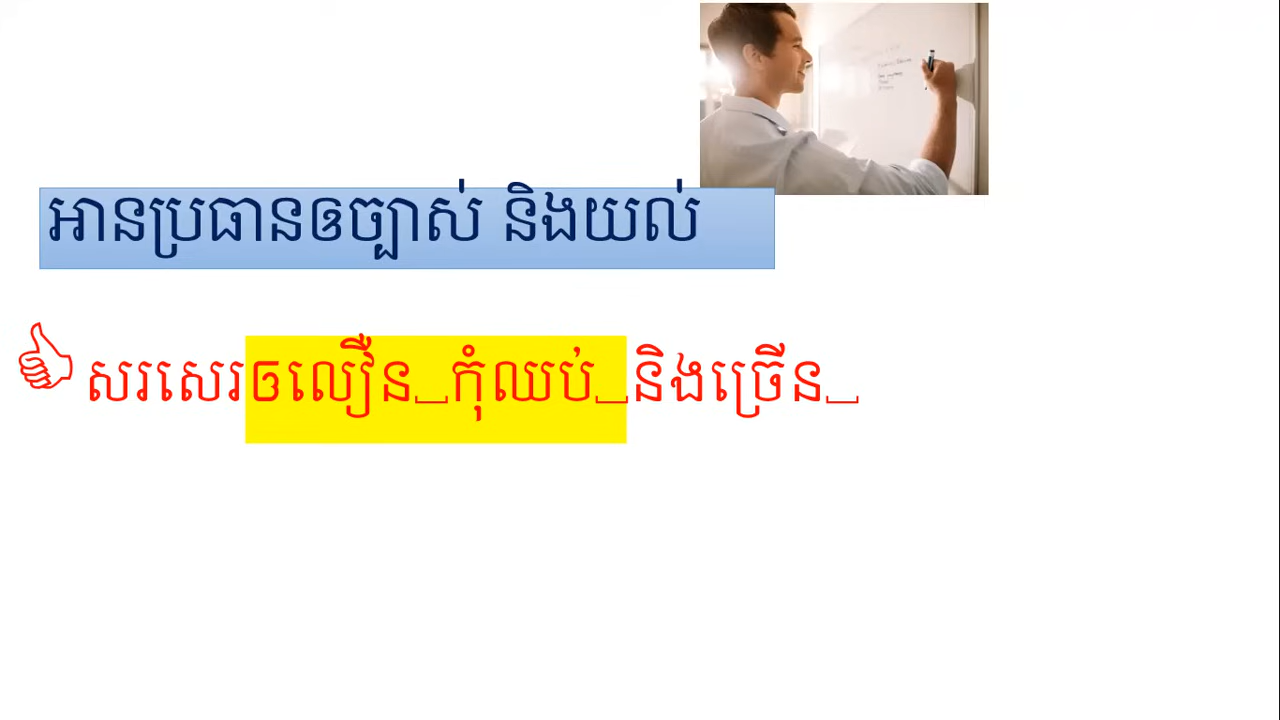 អានប្រធានឲច្បាស់ និងយល់
សរសេរឲលឿន_កុំឈប់_និងច្រើន_